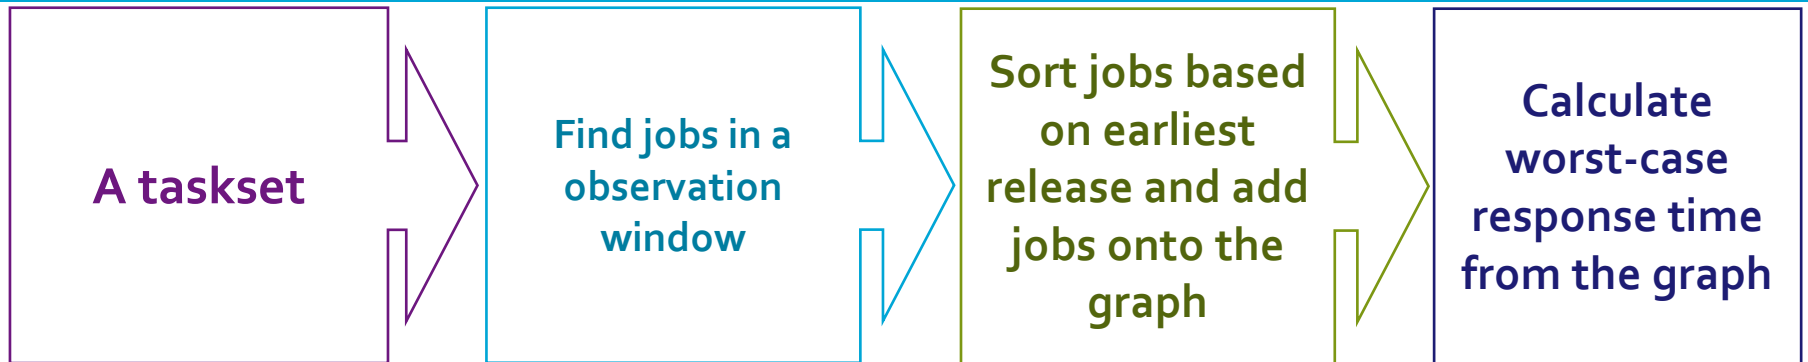 A taskset
Find jobs in a
observation
window
Sort jobs based
on earliest
release and add
jobs onto the
graph
Calculate
worst-case
response time
from the graph